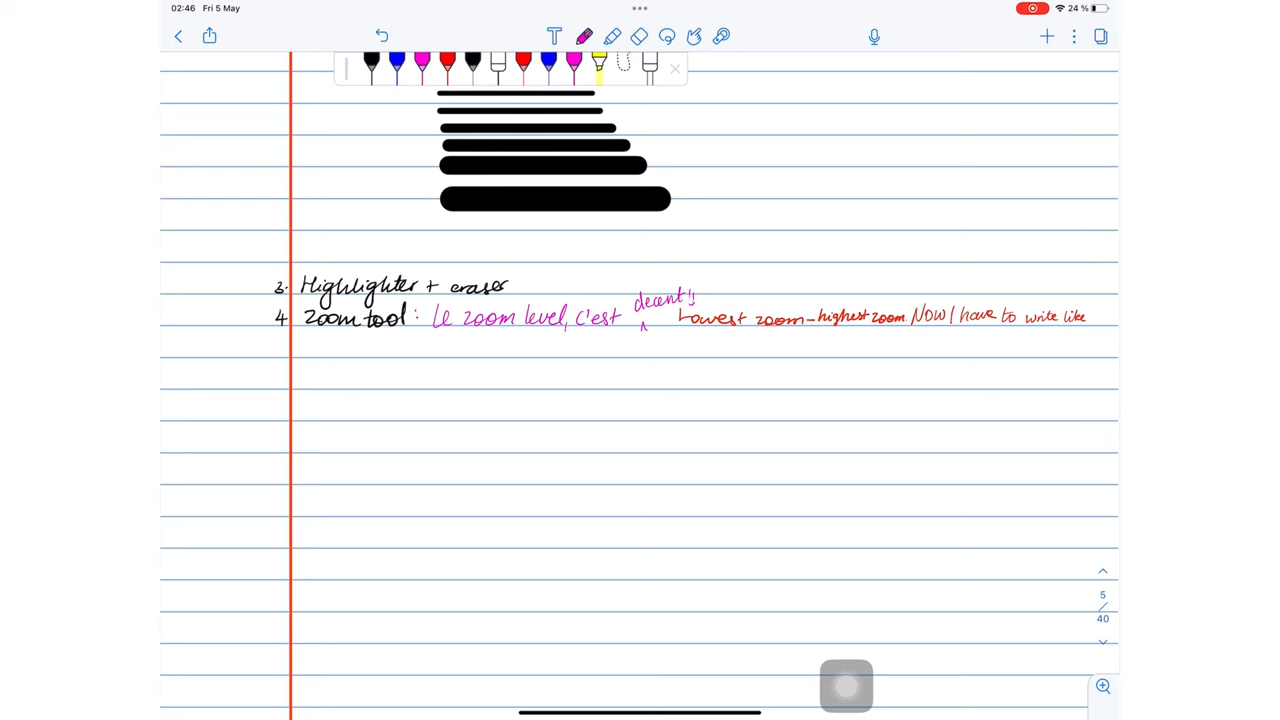 02:46 Fri 5 May
24 %
T
3. Highlighter + eraser
decent!!
4 Zoom tool: Le zoom level, c'est ^ Lowest zoom-highest zoom. Now I have to write like
5
40